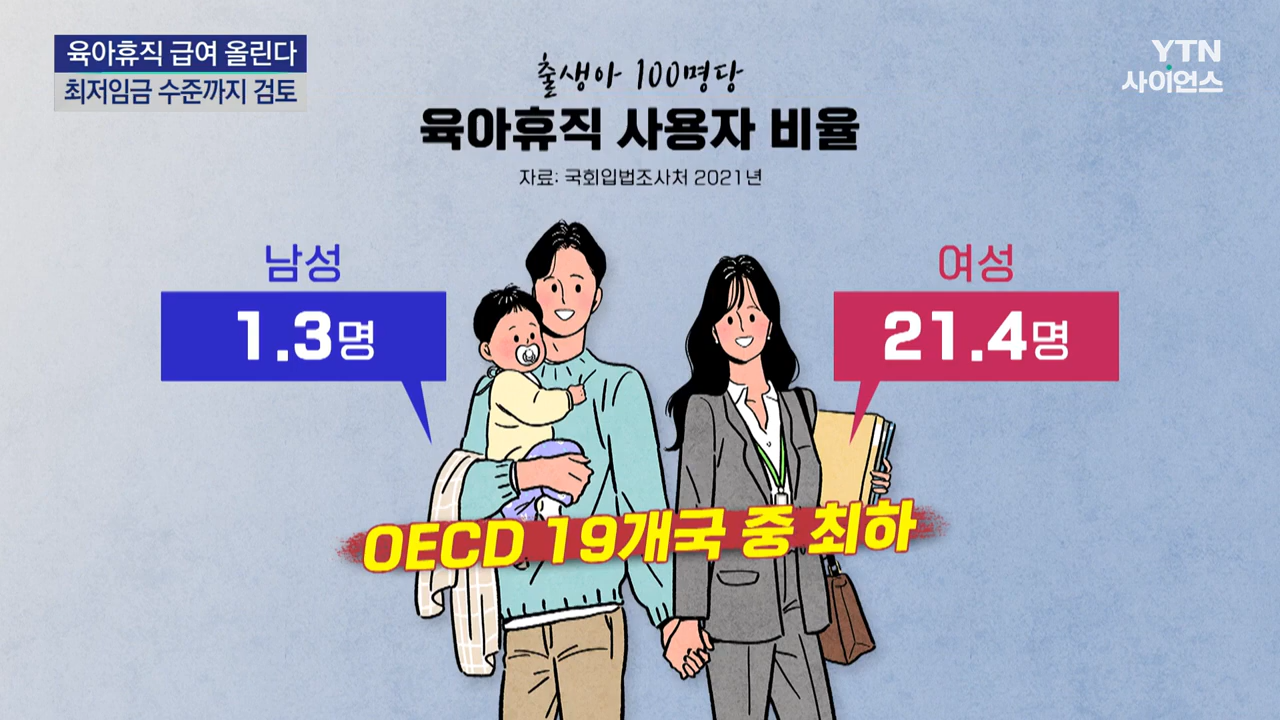 육아휴직 급여 올린다
최저임금 수준까지 검토
YTN
사이언스
출생아 100명당
육아휴직 사용자 비율
자료: 국회입법조사처 2021년
남성
1.3명
여성
21.4명
OECD 19개국 중 최하